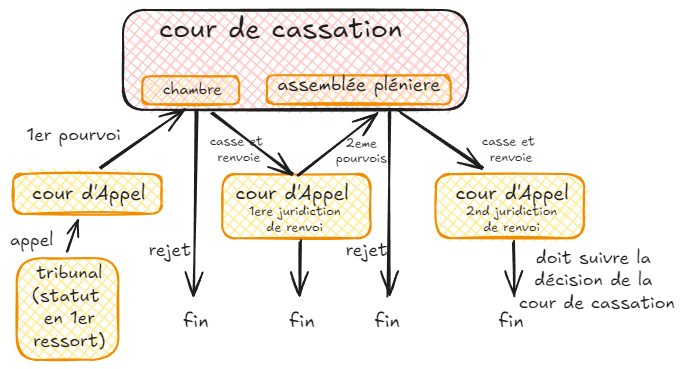 cour de cassation
chambre
assemblée pléniere
1er pourvoi
casse et
renvoie
2eme
pourvois
casse et
renvoie
cour d'Appel
cour d'Appel
1ere juridiction
de renvoi
cour d'Appel
2nd juridiction
de renvoi
appel
rejet
rejet
tribunal
(statut
en 1er
ressort)
doit suivre la
décision de la
cour de cassation
fin
fin
fin
fin